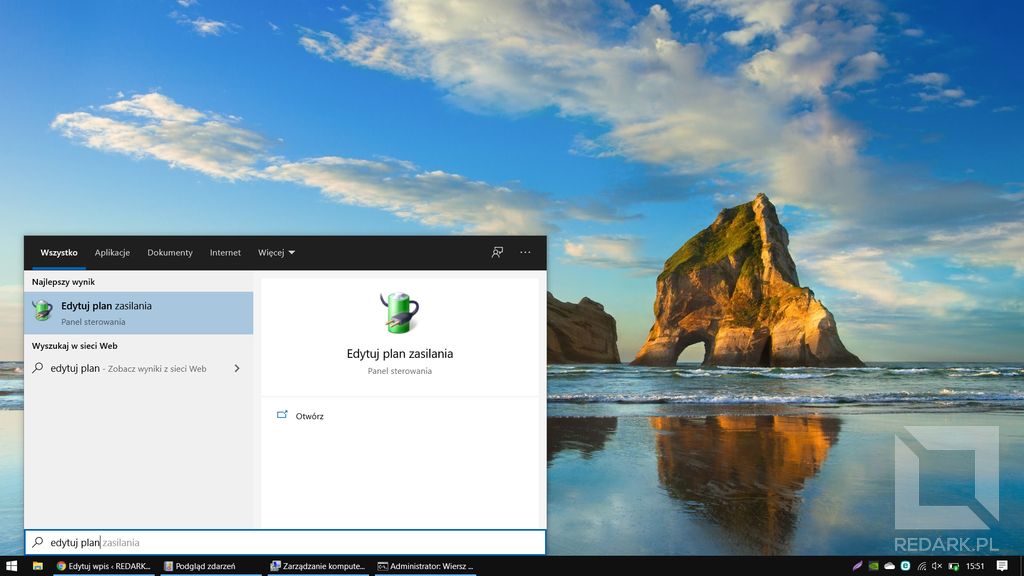 Wszystko Aplikacje Dokumenty Internet Więcej
Najlepszy wynik
Edytuj plan zasilania
Panel sterowania
Wyszukaj w sieci Web
edytuj plan - Zobacz wyniki z sieci Web
Edytuj plan zasilania
Panel sterowania
Otwórz
edytuj plan zasilania
REDARK.PL
Edytuj wpis ‹ REDARK... Podgląd zdarzeń Zarządzanie kompute... Administrator: Wiersz ... 15:51